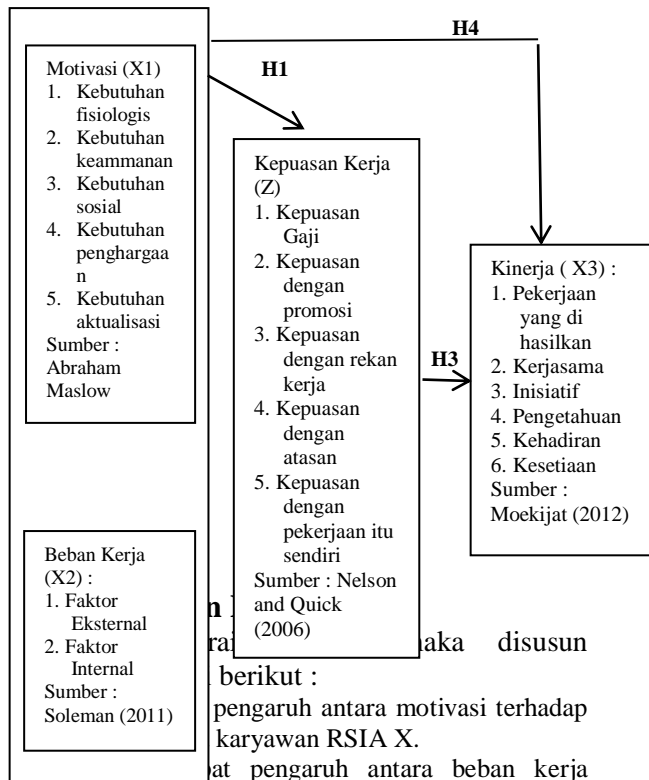 H4
H1
Motivasi (X1)
1. Kebutuhan
fisiologis
2. Kebutuhan
keammanan
3. Kebutuhan
sosial
4. Kebutuhan
penghargaa
n
5. Kebutuhan
aktualisasi
Sumber :
Abraham
Maslow
Kepuasan Kerja
(Z)
1. Kepuasan
Gaji
2. Kepuasan
dengan
promosi
3. Kepuasan
dengan rekan
kerja
4. Kepuasan
dengan
atasan
5. Kepuasan
dengan
pekerjaan itu
sendiri
Sumber : Nelson
and Quick
(2006)
H3
Kinerja ( X3) :
1. Pekerjaan
yang di
hasilkan
2. Kerjasama
3. Inisiatif
4. Pengetahuan
5. Kehadiran
6. Kesetiaan
Sumber :
Moekijat (2012)
Beban Kerja
(X2) :
1. Faktor
Eksternal
2. Faktor
Internal
Sumber :
Soleman (2011)
disusun
berikut :
pengaruh antara motivasi terhadap
karyawan RSIA X.
pengaruh antara beban kerja